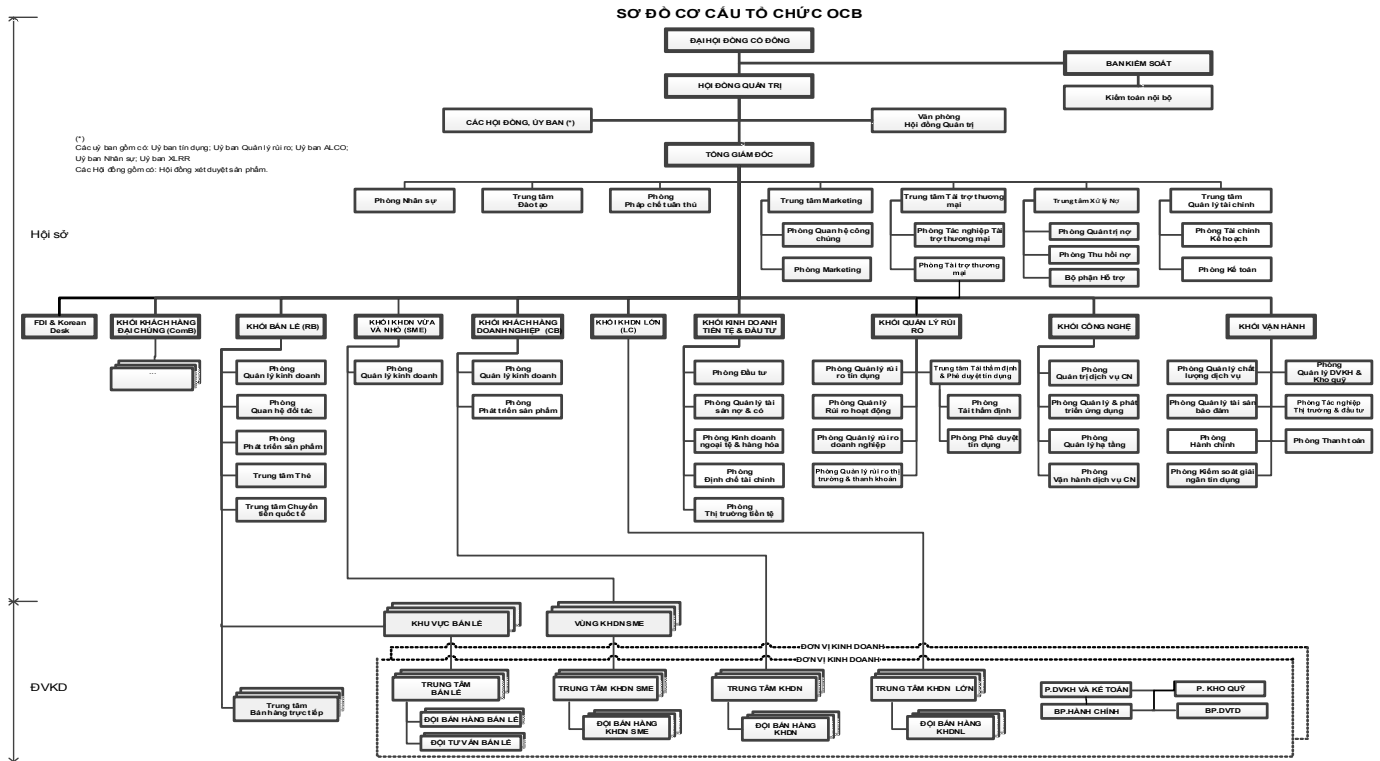 SƠ ĐỒ CƠ CẤU TỔ CHỨC OCB
ĐẠI HỘI ĐỒNG CỔ ĐÔNG
BAN KIỂM SOÁT
HỘI ĐỒNG QUẢN TRỊ
Kiểm toán nội bộ
CÁC HỘI ĐỒNG, ỦY BAN (*)
Văn phòng
Hội đồng Quản trị
(*)
Các uỷ ban gồm có: Uỷ ban tín dụng; Uỷ ban Quản lý rủi ro; Uỷ ban ALCO;
Uỷ ban Nhân sự; Uỷ ban XLRR
Các Hội đồng gồm có: Hội đồng xét duyệt sản phẩm.
TỔNG GIÁM ĐỐC
Phòng Nhân sự
Trung tâm
Đào tạo
Phòng
Pháp chế tuân thủ
Trung tâm Marketing
Trung tâm Tài trợ thương
mại
Trung tâm Xử lý Nợ
Trung tâm
Quản lý tài chính
Hội sở
Phòng Quan hệ công
chúng
Phòng Tác nghiệp Tài
trợ thương mại
Phòng Quản trị nợ
Phòng Tài chính
Kế hoạch
Phòng Thu hồi nợ
Phòng Marketing
Phòng Tài trợ thương
mại
Bộ phận Hỗ trợ
Phòng Kế toán
FDI & Korean
Desk
KHỐI KHÁCH HÀNG
ĐẠI CHÚNG (ComB)
KHỐI BÁN LẺ (RB)
KHỐI KHDN VỪA
VÀ NHỎ (SME)
KHỐI KHÁCH HÀNG
DOANH NGHIỆP (CB)
KHỐI KHDN LỚN
(LC)
KHỐI KINH DOANH
TIỀN TỆ & ĐẦU TƯ
KHỐI QUẢN LÝ RỦI
RO
KHỐI CÔNG NGHỆ
KHỐI VẬN HÀNH
...
Phòng
Quản lý kinh doanh
Phòng
Quản lý kinh doanh
Phòng
Quản lý kinh doanh
Phòng Đầu tư
Phòng Quản lý rủi
ro tín dụng
Trung tâm Tái thẩm định
& Phê duyệt tín dụng
Phòng
Quản trị dịch vụ CN
Phòng Quản lý chất
lượng dịch vụ
Phòng
Quản lý DVKH &
Kho quỹ
Phòng
Quan hệ đối tác
Phòng
Phát triển sản phẩm
Phòng Quản lý tài
sản nợ & có
Phòng Quản lý
Rủi ro hoạt động
Phòng
Tái thẩm định
Phòng Quản lý & phát
triển ứng dụng
Phòng Quản lý tài sản
bảo đảm
Phòng Tác nghiệp
Thị trường & đầu tư
Phòng
Phát triển sản phẩm
Phòng Kinh doanh
ngoại tệ & hàng hóa
Phòng Quản lý rủi ro
doanh nghiệp
Phòng Phê duyệt
tín dụng
Phòng
Quản lý hạ tầng
Phòng
Hành chính
Phòng Thanh toán
Trung tâm Thẻ
Phòng
Định chế tài chính
Phòng Quản lý rủi ro thị
trường & thanh khoản
Phòng
Vận hành dịch vụ CN
Phòng Kiểm soát giải
ngân tín dụng
Trung tâm Chuyển
tiền quốc tế
Phòng
Thị trường tiền tệ
KHU VỰC BÁN LẺ
VÙNG KHDN SME
ĐƠN VỊ KINH DOANH
ĐƠN VỊ KINH DOANH
ĐVKD
TRUNG TÂM
BÁN LẺ
TRUNG TÂM KHDN SME
TRUNG TÂM KHDN
TRUNG TÂM KHDN LỚN
P.DVKH VÀ KẾ TOÁN
P. KHO QUỸ
Trung tâm
Bán hàng trực tiếp
BP.HÀNH CHÍNH
BP.DVTD
ĐỘI BÁN HÀNG BÁN LẺ
ĐỘI BÁN HÀNG
KHDN SME
ĐỘI BÁN HÀNG
KHDN
ĐỘI BÁN HÀNG
KHDNL
ĐỘI TƯ VẤN BÁN LẺ